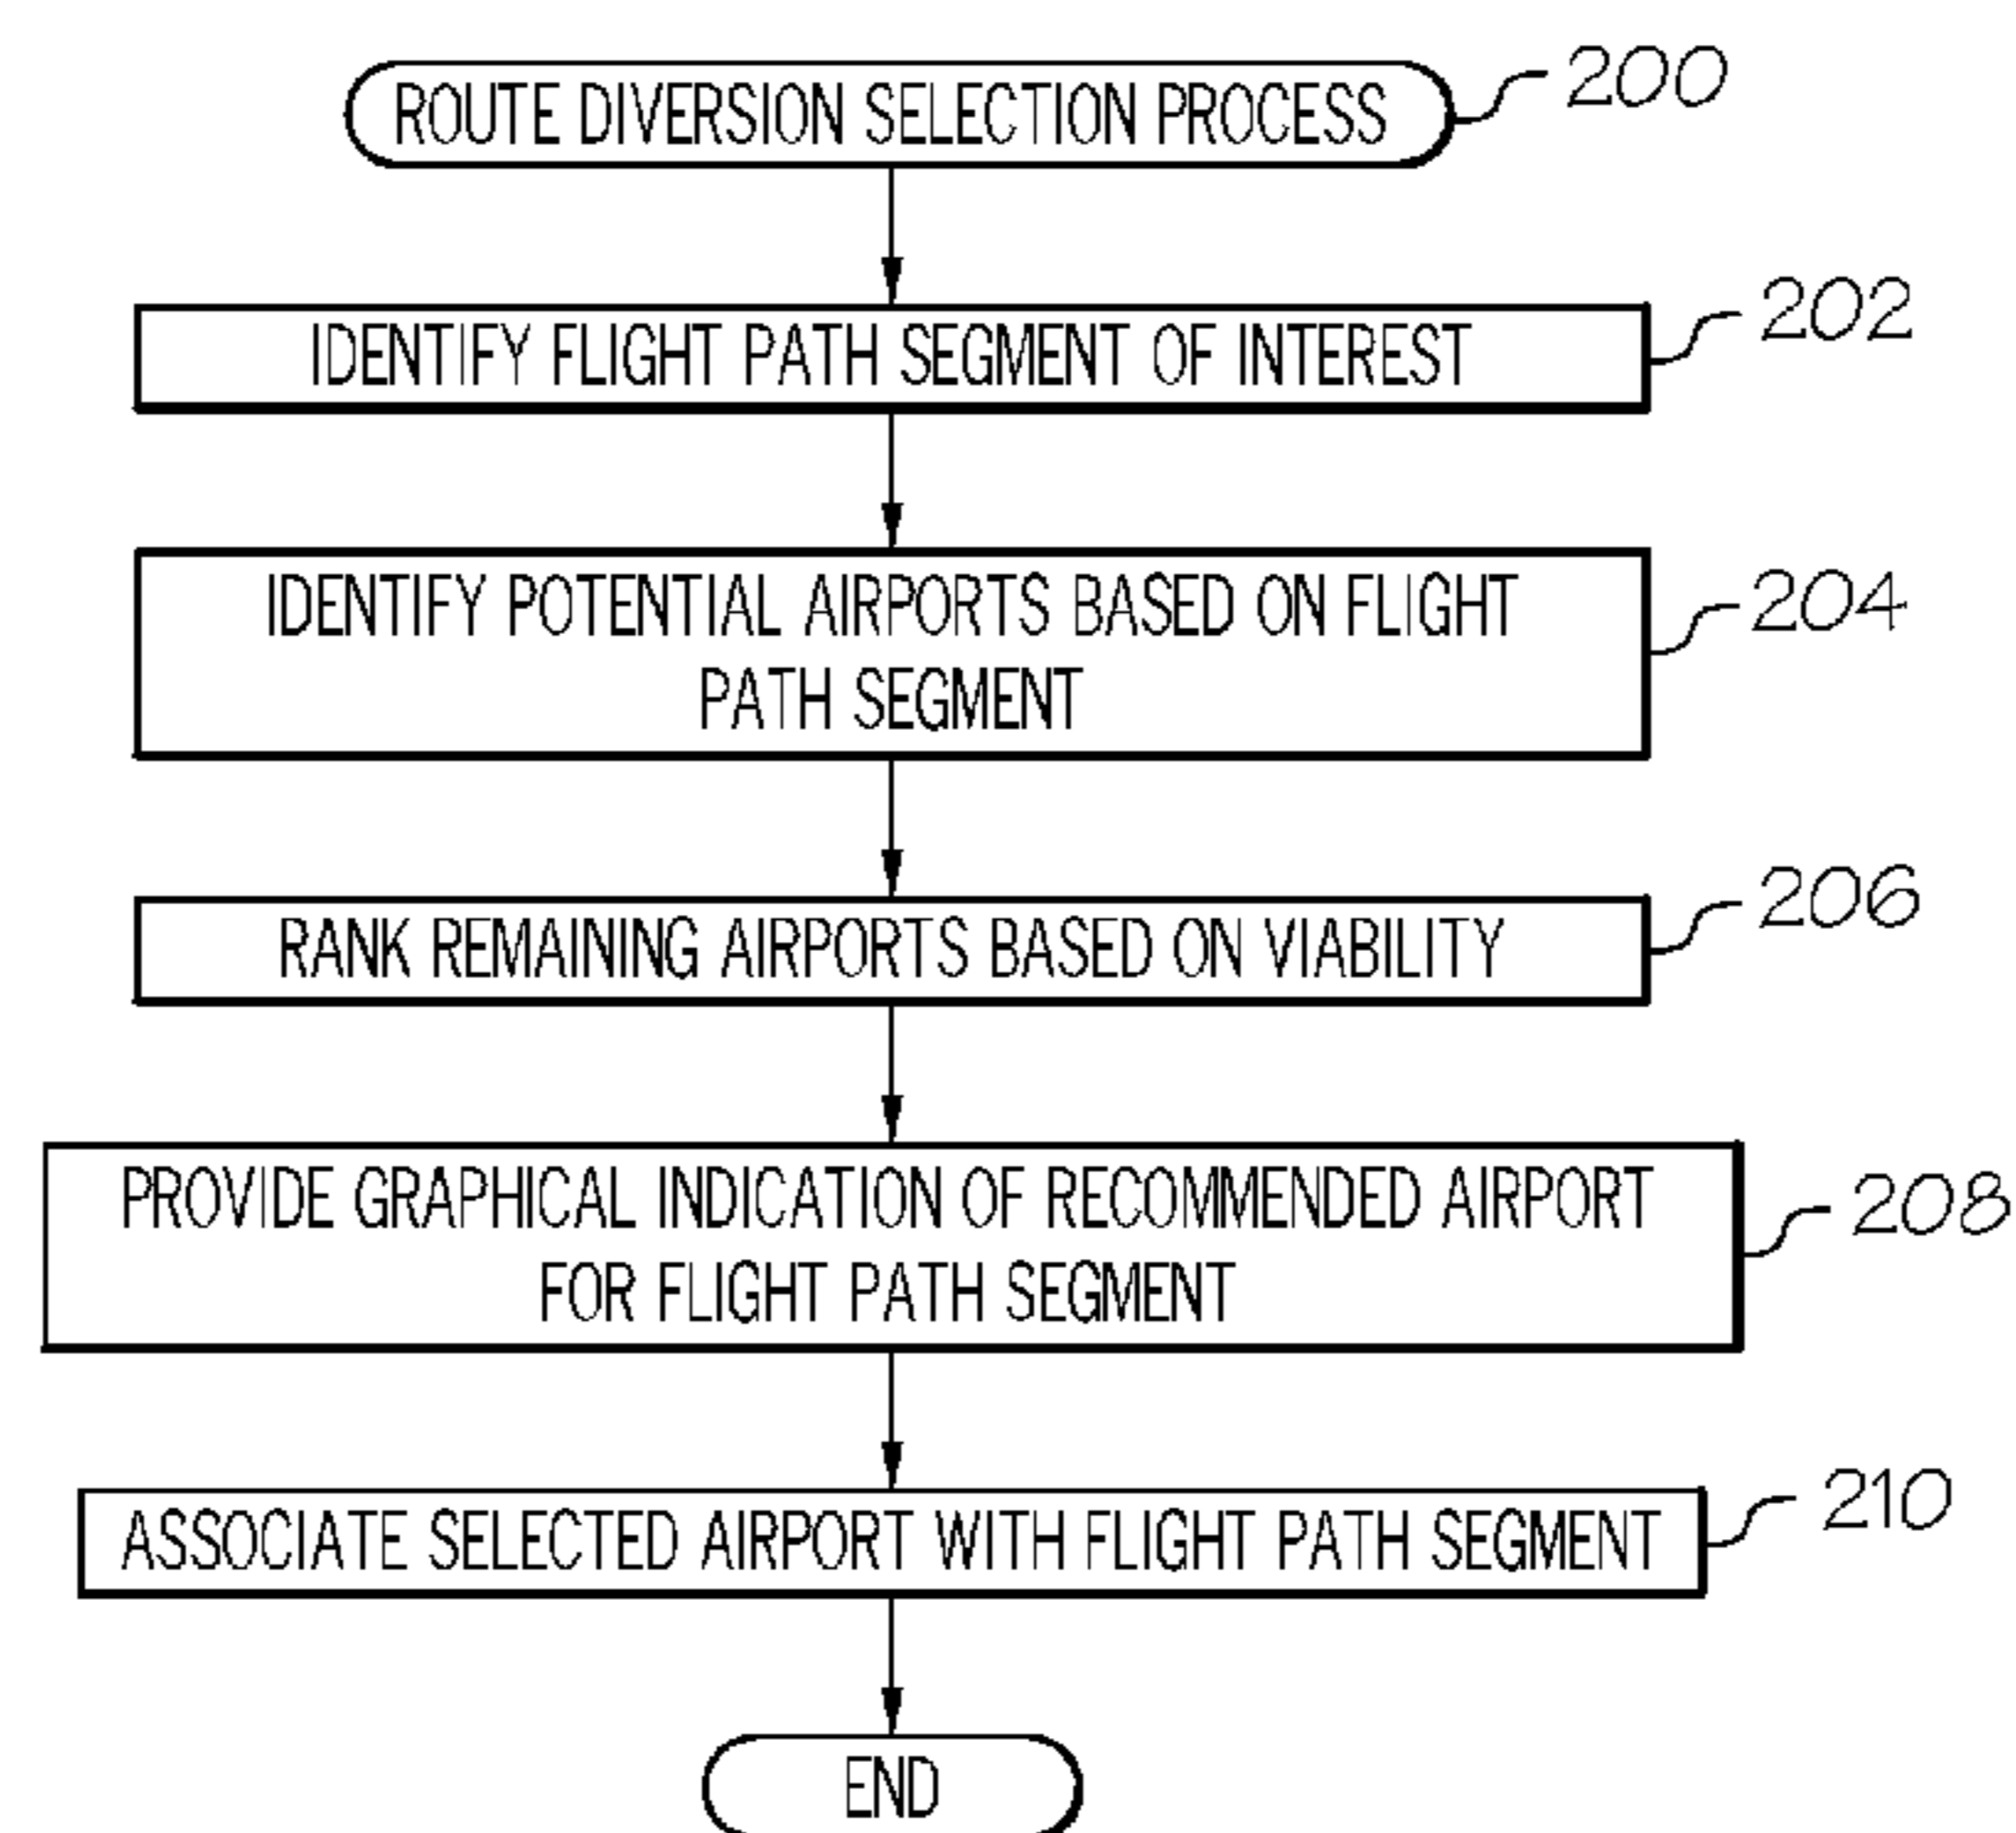 ROUTE DIVERSION SELECTION PROCESS
200
IDENTIFY FLIGHT PATH SEGMENT OF INTEREST
202
IDENTIFY POTENTIAL AIRPORTS BASED ON FLIGHT
PATH SEGMENT
204
RANK REMAINING AIRPORTS BASED ON VIABILITY
206
PROVIDE GRAPHICAL INDICATION OF RECOMMENDED AIRPORT
FOR FLIGHT PATH SEGMENT
208
ASSOCIATE SELECTED AIRPORT WITH FLIGHT PATH SEGMENT
210
END